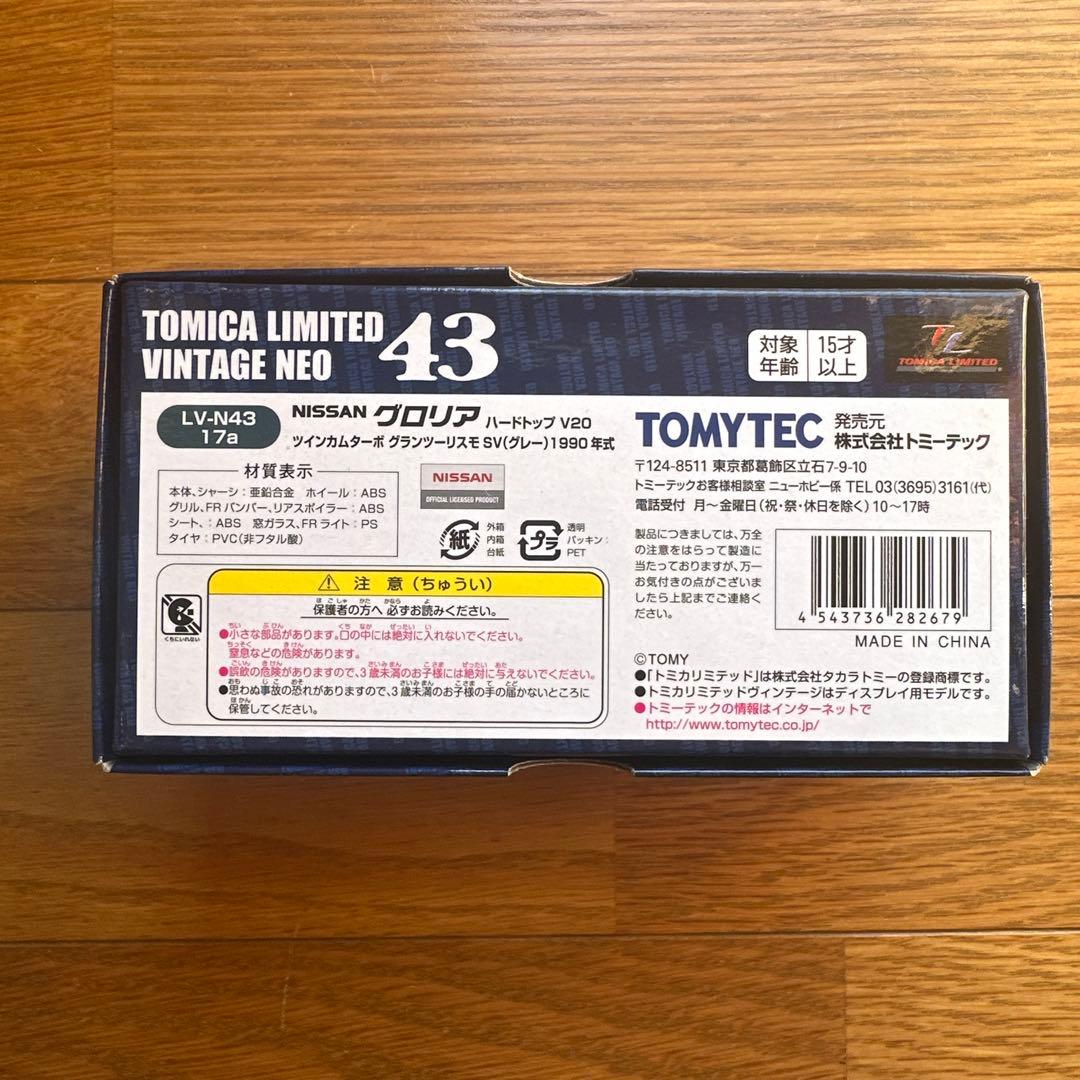 TOMICA LIMITED
VINTAGE NEO 43
対象
年齢
15才
以上
TL
TOMICA LIMITED
LV-N43
17a
NISSAN グロリア ハードトップ V20
ツインカムターボ グランツーリスモ SV(グレー)1990年式
材質表示
本体、シャーシ:亜鉛合金 ホイール:ABS
グリル、FRバンパー、リアスポイラー:ABS
シート、:ABS 窓ガラス、FRライト:PS
タイヤ:PVC(非フタル酸)
NISSAN
OFFICIAL LICENSED PRODUCT
紙
外箱
内箱
台紙
プラ
透明
パッキン:
PET
くちにいれない
注 意(ちゅうい)
保護者の方へ 必ずお読みください。
●小さな部品があります。口の中には絶対に入れないでください。
窒息などの危険があります。
●誤飲の危険がありますので、3歳未満のお子様には絶対に与えないでください。
●思わぬ事故の恐れがありますので、3歳未満のお子様の手の届かないところに
保管してください。
TOMYTEC
発売元
株式会社トミーテック
〒124-8511 東京都葛飾区立石7-9-10
トミーテックお客様相談室 ニューホビー係 TEL 03(3695)3161(代)
電話受付 月〜金曜日(祝・祭・休日を除く)10〜17時
製品につきましては、万全
の注意をはらって製造に
当たっておりますが、万一
お気付きの点がございま
したら上記までご連絡く
ださい。
4 543736 282679
MADE IN CHINA
©TOMY
●「トミカリミテッド」は株式会社タカラトミーの登録商標です。
●トミカリミテッドヴィンテージはディスプレイ用モデルです。
●トミーテックの情報はインターネットで
http://www.tomytec.co.jp/